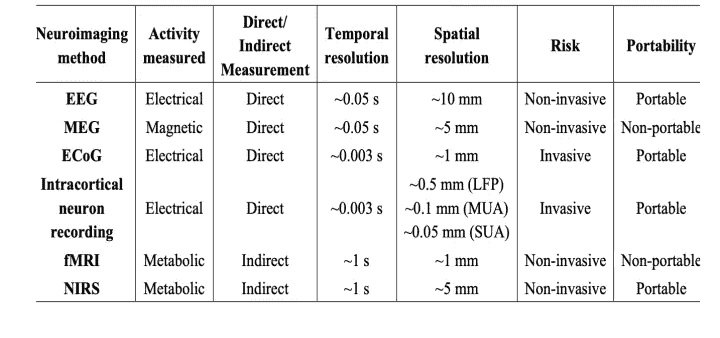 Neuroimaging method Activity measured Direct/ Indirect Measurement Temporal resolution Spatial resolution Risk Portability
EEG Electrical Direct ~0.05 s ~10 mm Non-invasive Portable
MEG Magnetic Direct ~0.05 s ~5 mm Non-invasive Non-portable
ECoG Electrical Direct ~0.003 s ~1 mm Invasive Portable
Intracortical neuron recording Electrical Direct ~0.003 s ~0.5 mm (LFP) ~0.1 mm (MUA) ~0.05 mm (SUA) Invasive Portable
fMRI Metabolic Indirect ~1 s ~1 mm Non-invasive Non-portable
NIRS Metabolic Indirect ~1 s ~5 mm Non-invasive Portable